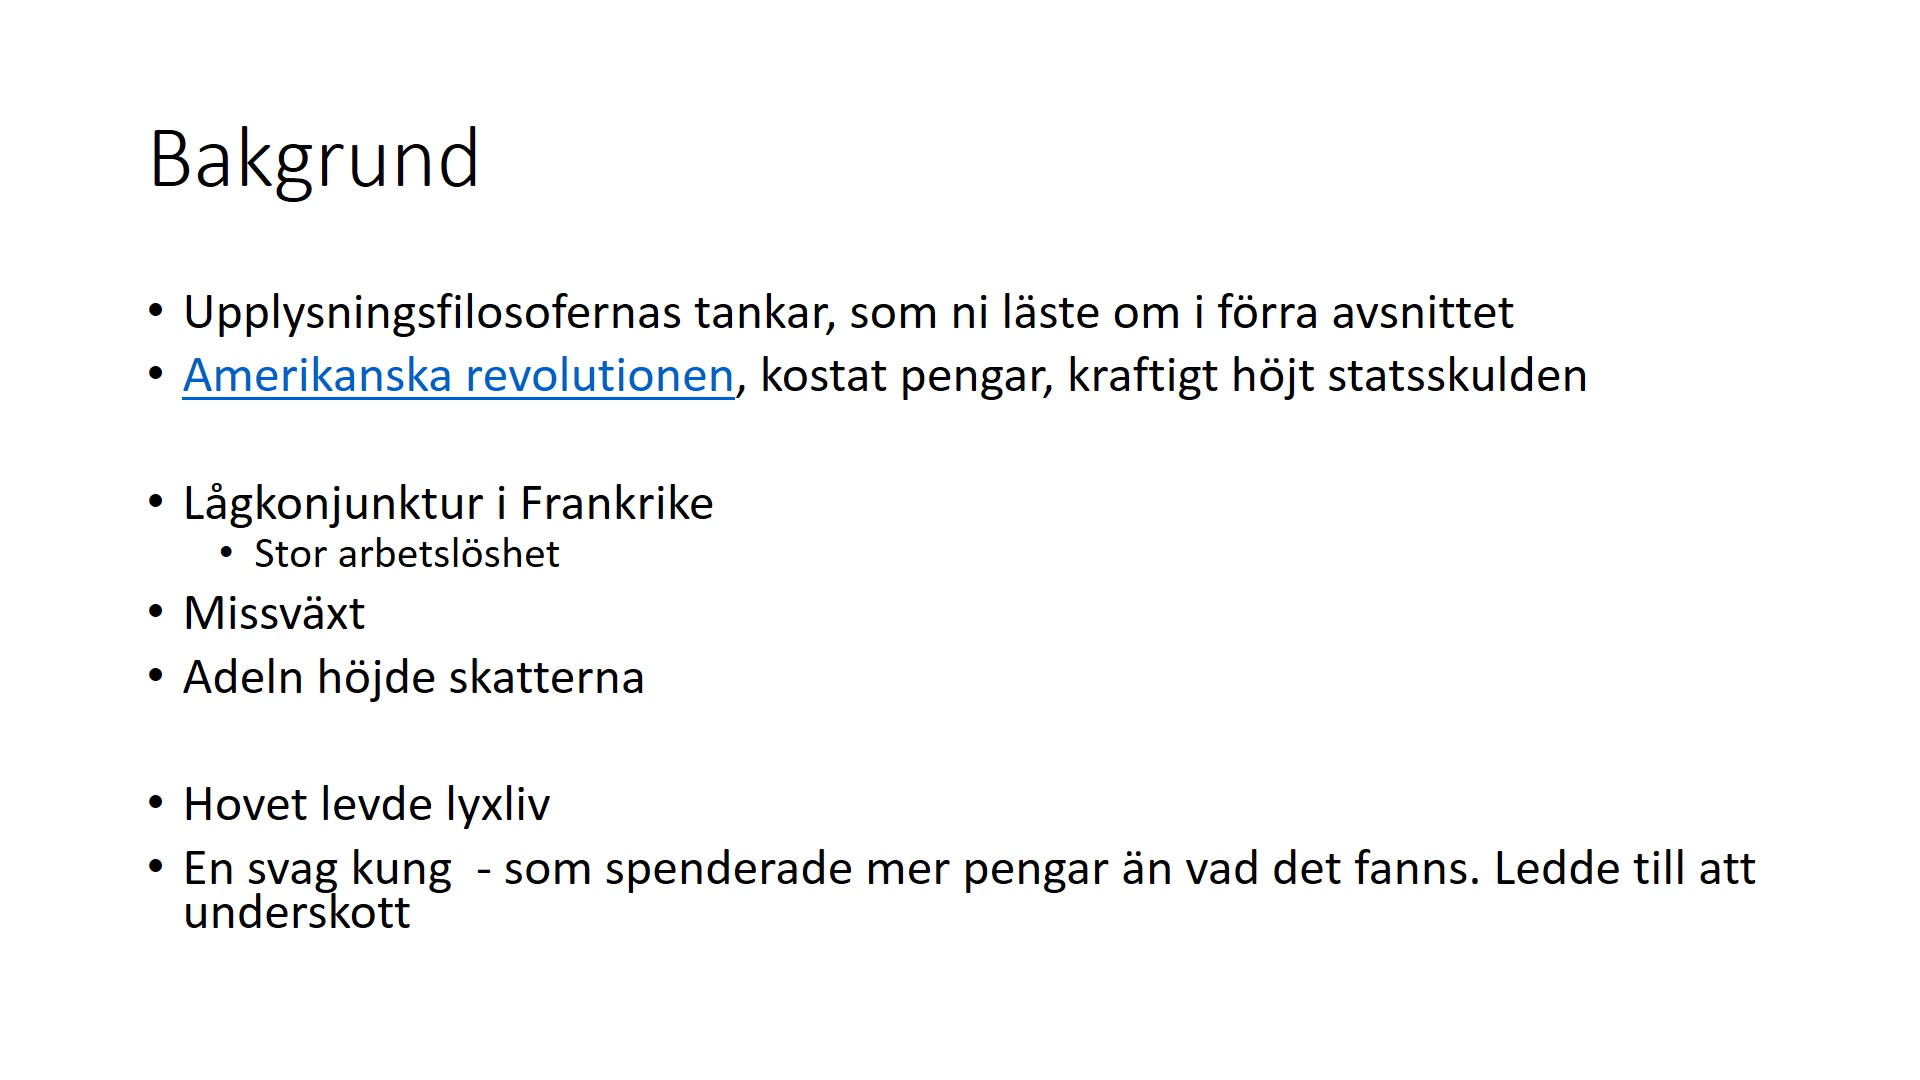 Bakgrund
• Upplysningsfilosofernas tankar, som ni läste om i förra avsnittet
• Amerikanska revolutionen, kostat pengar, kraftigt höjt statsskulden
• Lågkonjunktur i Frankrike
• Stor arbetslöshet
• Missväxt
• Adeln höjde skatterna
• Hovet levde lyxliv
• En svag kung  - som spenderade mer pengar än vad det fanns. Ledde till att
underskott